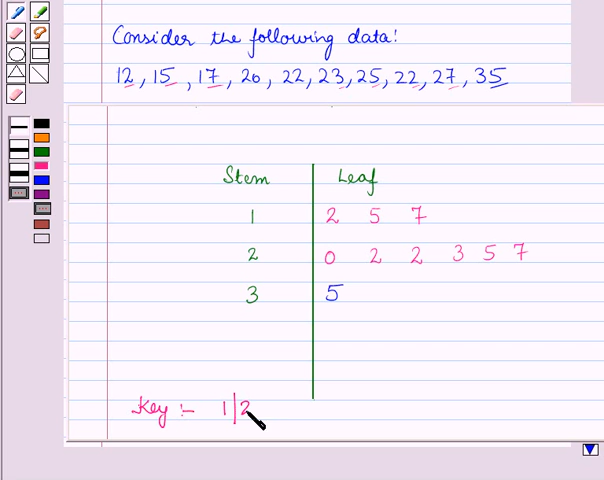 Consider the following data:
12, 15, 17, 20, 22, 23, 25, 22, 27, 35
Stem | Leaf
1 | 2 5 7
2 | 0 2 2 3 5 7
3 | 5
Key :- 1|2